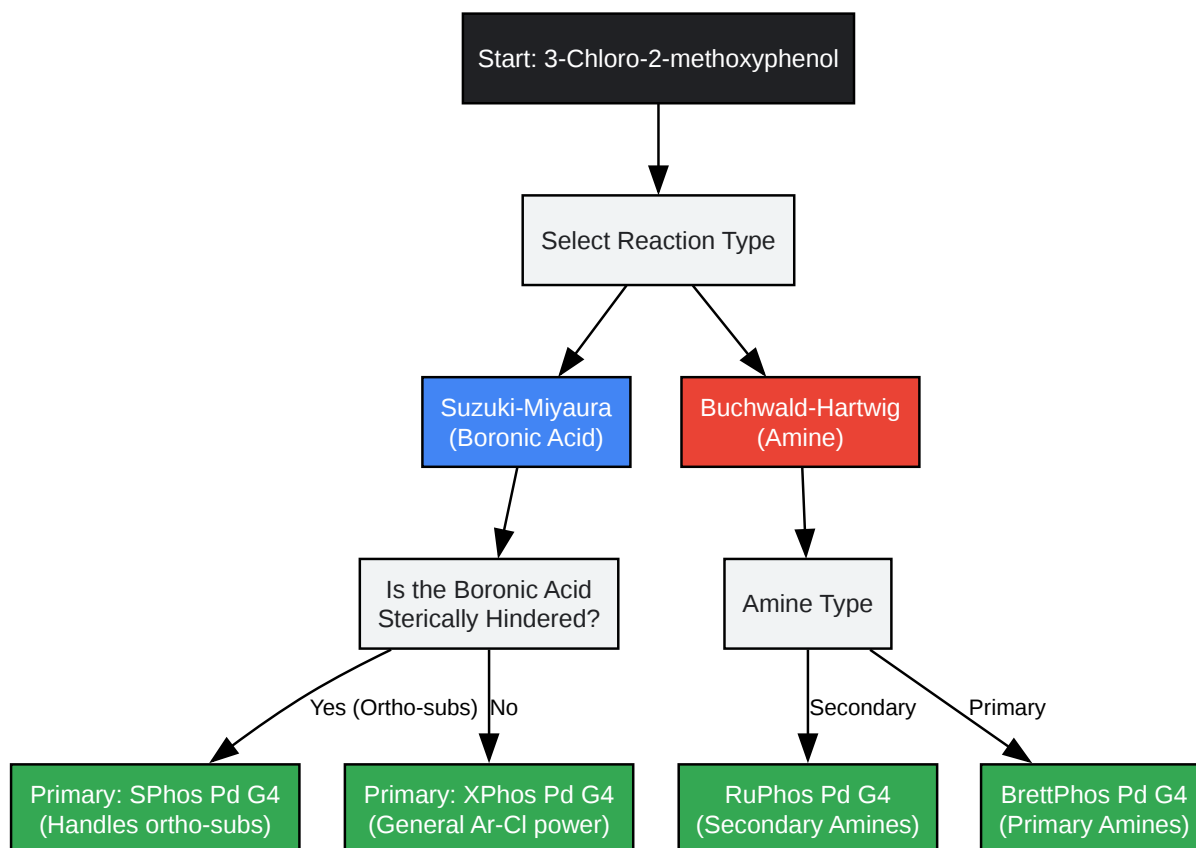 Start: 3-Chloro-2-methoxyphenol
Select Reaction Type
Suzuki-Miyaura
(Boronic Acid)
Buchwald-Hartwig
(Amine)
Is the Boronic Acid
Sterically Hindered?
Amine Type
Yes (Ortho-subs)
No
Secondary
Primary
Primary: SPhos Pd G4
(Handles ortho-subs)
Primary: XPhos Pd G4
(General Ar-Cl power)
RuPhos Pd G4
(Secondary Amines)
BrettPhos Pd G4
(Primary Amines)